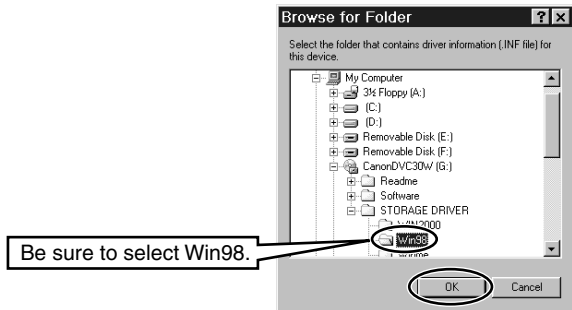 Browse for Folder
Select the folder that contains driver information (.INF file) for
this device.
My Computer
3½ Floppy (A:)
(C:)
(D:)
Removable Disk (E:)
Removable Disk (F:)
CanonDVC30W (G:)
Readme
Software
STORAGE DRIVER
WIN2000
Win98
Be sure to select Win98.
OK Cancel